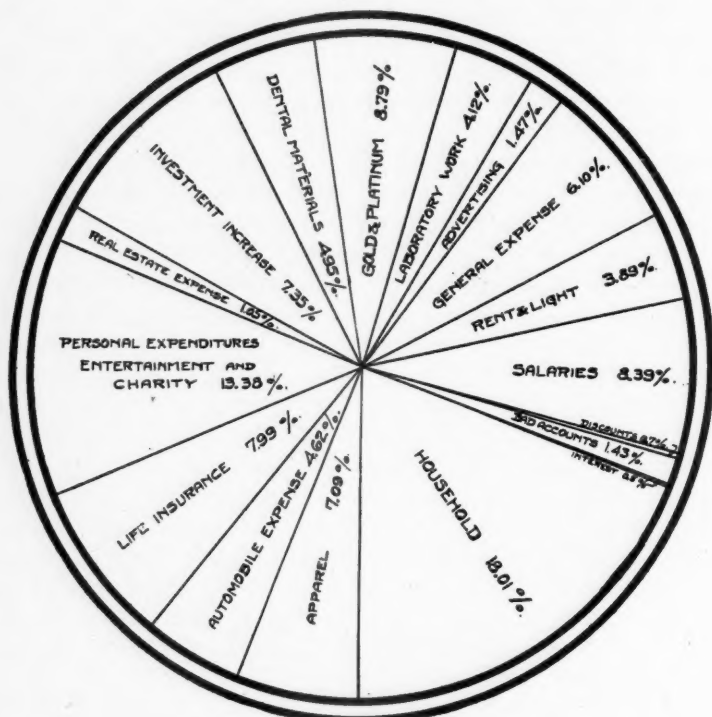 GOLD & PLATINUM 8.79%.
LABORATORY WORK 4.12%.
ADVERTISING 1.47%.
GENERAL EXPENSE 6.10%.
RENT & LIGHT 3.89%.
SALARIES 8.39%.
DISCOUNTS
BAD ACCOUNTS 1.43%.
INTEREST
HOUSEHOLD 18.01%.
APPAREL 7.09%.
AUTOMOBILE EXPENSE 4.62%.
LIFE INSURANCE 7.99%.
PERSONAL EXPENDITURES
ENTERTAINMENT AND
CHARITY 13.38%.
REAL ESTATE EXPENSE 1.05%.
INVESTMENT INCREASE 7.35%.
DENTAL MATERIALS 4.95%.